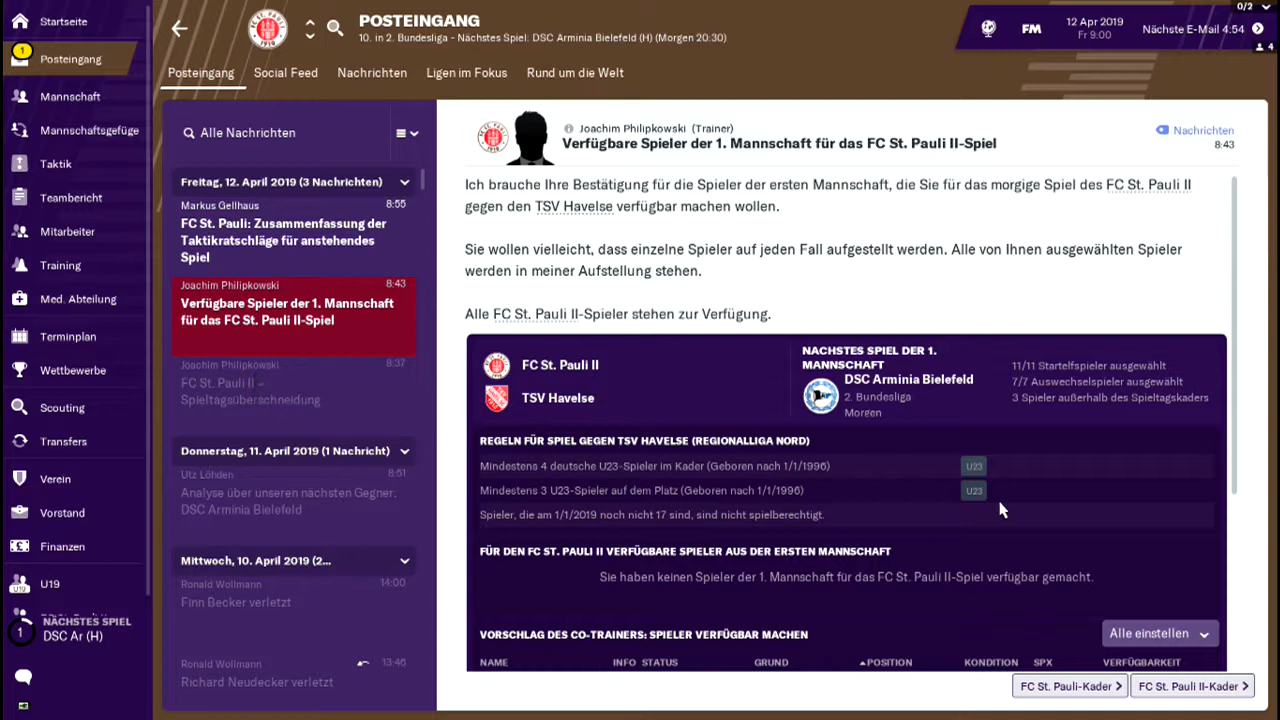 0/2
Startseite
1
Posteingang
Mannschaft
Mannschaftsgefüge
Taktik
Teambericht
Mitarbeiter
Training
Med. Abteilung
Terminplan
Wettbewerbe
Scouting
Transfers
Verein
Vorstand
Finanzen
U19
NÄCHSTES SPIEL
1
DSC Ar (H)
POSTEINGANG
10. in 2. Bundesliga - Nächstes Spiel: DSC Arminia Bielefeld (H) (Morgen 20:30)
FM
12 Apr 2019
Fr 9:00
Nächste E-Mail 4.54
4
Posteingang
Social Feed
Nachrichten
Ligen im Fokus
Rund um die Welt
Alle Nachrichten
Freitag, 12. April 2019 (3 Nachrichten)
Markus Gellhaus 8:55
FC St. Pauli: Zusammenfassung der
Taktikratschläge für anstehendes
Spiel
Joachim Philipkowski 8:43
Verfügbare Spieler der 1. Mannschaft
für das FC St. Pauli II-Spiel
Joachim Philipkowski 8:37
FC St. Pauli II –
Spieltagsüberschneidung
Donnerstag, 11. April 2019 (1 Nachricht)
Utz Löhden 8:51
Analyse über unseren nächsten Gegner,
DSC Arminia Bielefeld
Mittwoch, 10. April 2019 (2...
Ronald Wollmann 14:00
Finn Becker verletzt
Ronald Wollmann 13:46
Richard Neudecker verletzt
Joachim Philipkowski (Trainer)
Verfügbare Spieler der 1. Mannschaft für das FC St. Pauli II-Spiel
Nachrichten
8:43
Ich brauche Ihre Bestätigung für die Spieler der ersten Mannschaft, die Sie für das morgige Spiel des FC St. Pauli II
gegen den TSV Havelse verfügbar machen wollen.
Sie wollen vielleicht, dass einzelne Spieler auf jeden Fall aufgestellt werden. Alle von Ihnen ausgewählten Spieler
werden in meiner Aufstellung stehen.
Alle FC St. Pauli II-Spieler stehen zur Verfügung.
FC St. Pauli II
TSV Havelse
NÄCHSTES SPIEL DER 1.
MANNSCHAFT
DSC Arminia Bielefeld
2. Bundesliga
Morgen
11/11 Startelfspieler ausgewählt
7/7 Auswechselspieler ausgewählt
3 Spieler außerhalb des Spieltagskaders
REGELN FÜR SPIEL GEGEN TSV HAVELSE (REGIONALLIGA NORD)
Mindestens 4 deutsche U23-Spieler im Kader (Geboren nach 1/1/1996) U23
Mindestens 3 U23-Spieler auf dem Platz (Geboren nach 1/1/1996) U23
Spieler, die am 1/1/2019 noch nicht 17 sind, sind nicht spielberechtigt.
FÜR DEN FC ST. PAULI II VERFÜGBARE SPIELER AUS DER ERSTEN MANNSCHAFT
Sie haben keinen Spieler der 1. Mannschaft für das FC St. Pauli II-Spiel verfügbar gemacht.
VORSCHLAG DES CO-TRAINERS: SPIELER VERFÜGBAR MACHEN
Alle einstellen
NAME INFO STATUS GRUND POSITION KONDITION SPX VERFÜGBARKEIT
FC St. Pauli-Kader
FC St. Pauli II-Kader